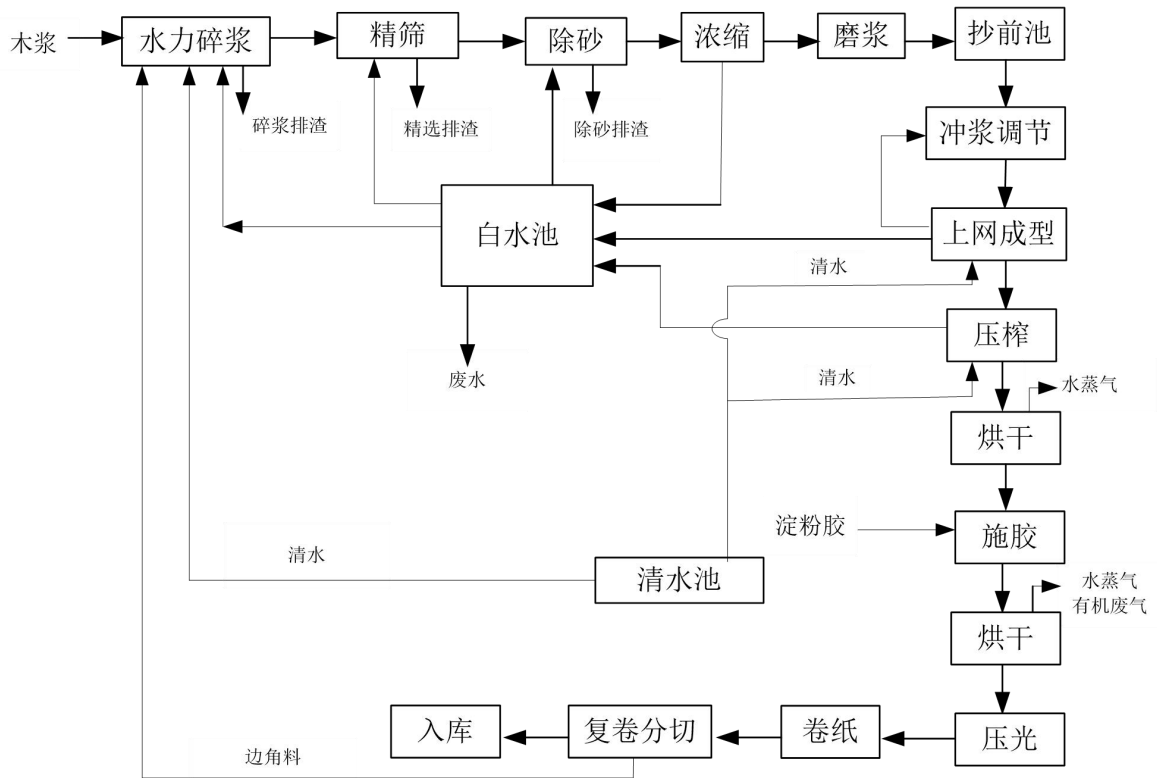 木浆
水力碎浆
精筛
除砂
浓缩
磨浆
抄前池
碎浆排渣
精选排渣
除砂排渣
冲浆调节
白水池
上网成型
清水
压榨
废水
清水
水蒸气
烘干
淀粉胶
施胶
清水
清水池
水蒸气
有机废气
烘干
入库
复卷分切
卷纸
压光
边角料